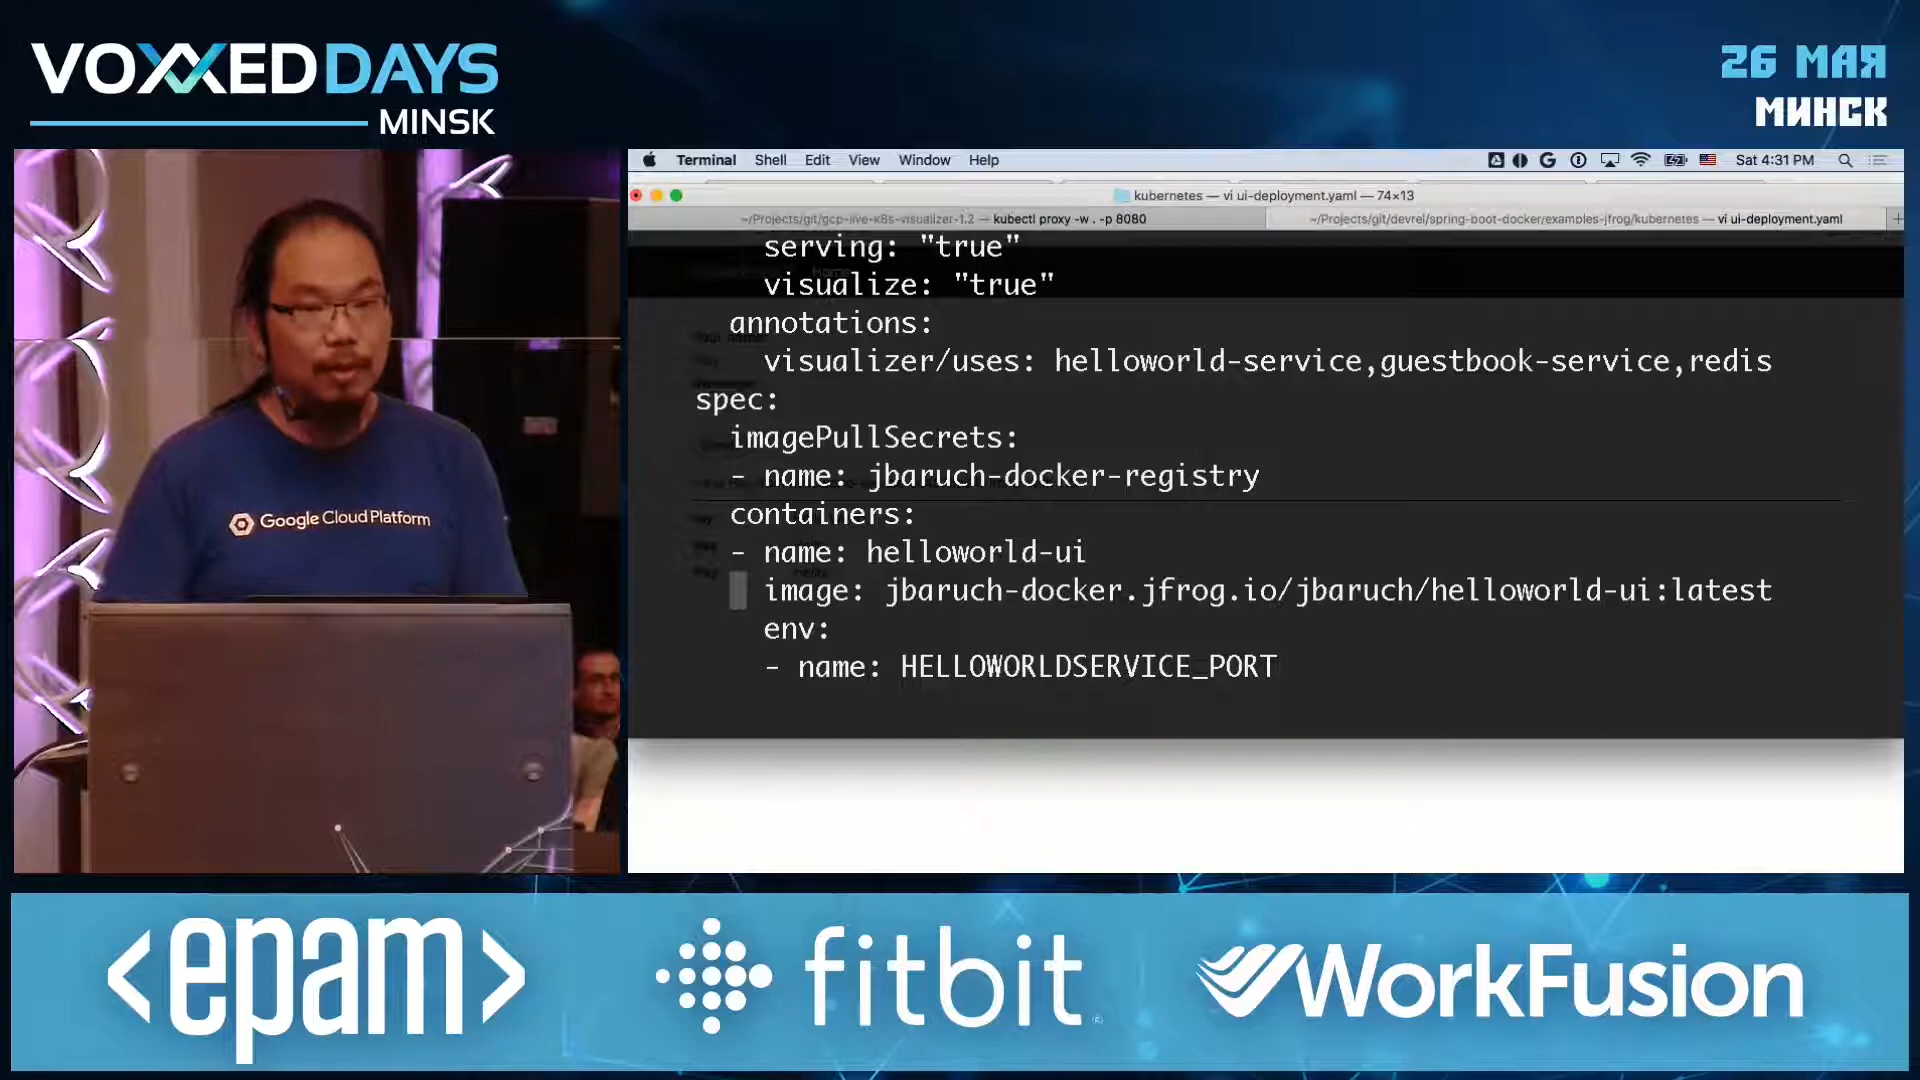 VOXXEDDAYS
MINSK
26 МАЯ
МИНСК
Terminal Shell Edit View Window Help
Sat 4:31 PM
kubernetes — vi ui-deployment.yaml — 74×13
~/Projects/git/gcp-live-k8s-visualizer-1.2 — kubectl proxy -w . -p 8080
~/Projects/git/devrel/spring-boot-docker/examples-jfrog/kubernetes — vi ui-deployment.yaml
serving: "true"
visualize: "true"
annotations:
visualizer/uses: helloworld-service,guestbook-service,redis
spec:
imagePullSecrets:
- name: jbaruch-docker-registry
containers:
- name: helloworld-ui
image: jbaruch-docker.jfrog.io/jbaruch/helloworld-ui:latest
env:
- name: HELLOWORLDSERVICE_PORT
Google Cloud Platform
<epam>
fitbit
WorkFusion